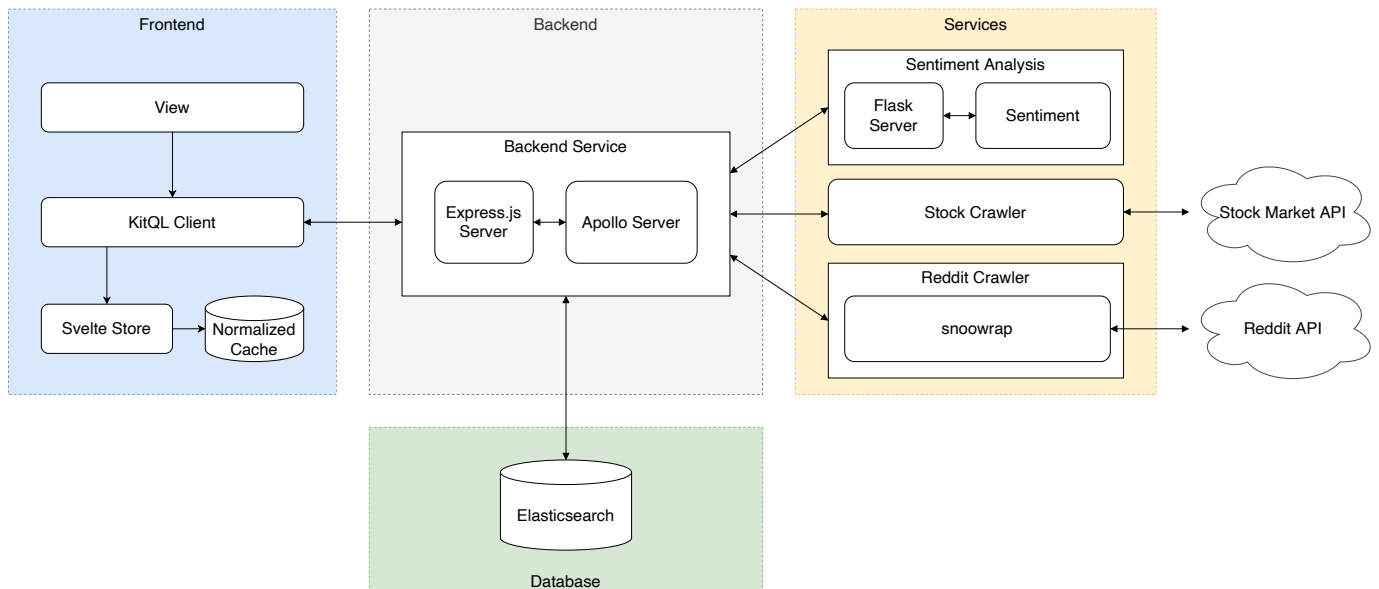 Frontend
View
KitQL Client
Svelte Store
Normalized
Cache
Backend
Backend Service
Express.js
Server
Apollo Server
Services
Sentiment Analysis
Flask
Server
Sentiment
Stock Crawler
Reddit Crawler
snoowrap
Stock Market API
Reddit API
Elasticsearch
Database